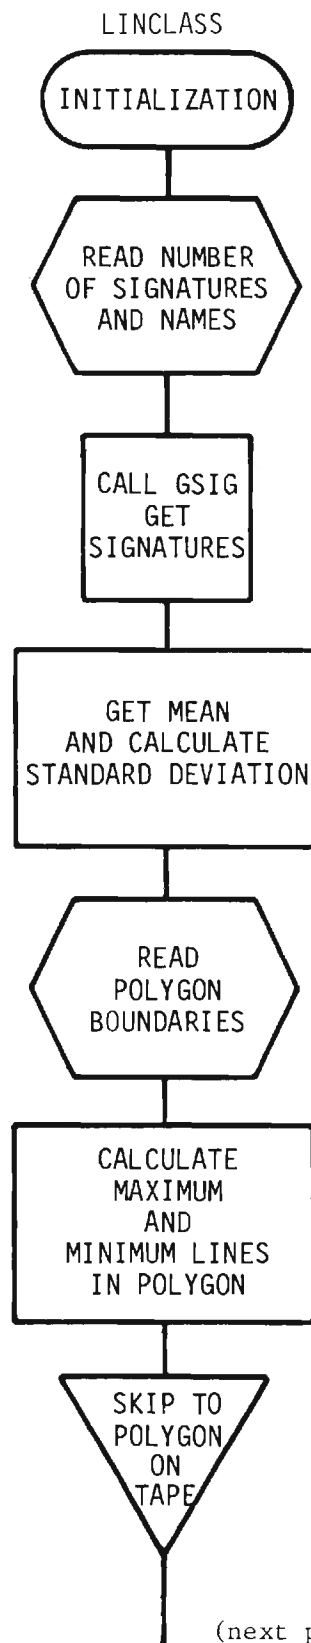 LINCLASS
INITIALIZATION
READ NUMBER
OF SIGNATURES
AND NAMES
CALL GSIG
GET
SIGNATURES
GET MEAN
AND CALCULATE
STANDARD DEVIATION
READ
POLYGON
BOUNDARIES
CALCULATE
MAXIMUM
AND
MINIMUM LINES
IN POLYGON
SKIP TO
POLYGON
ON
TAPE
(next p